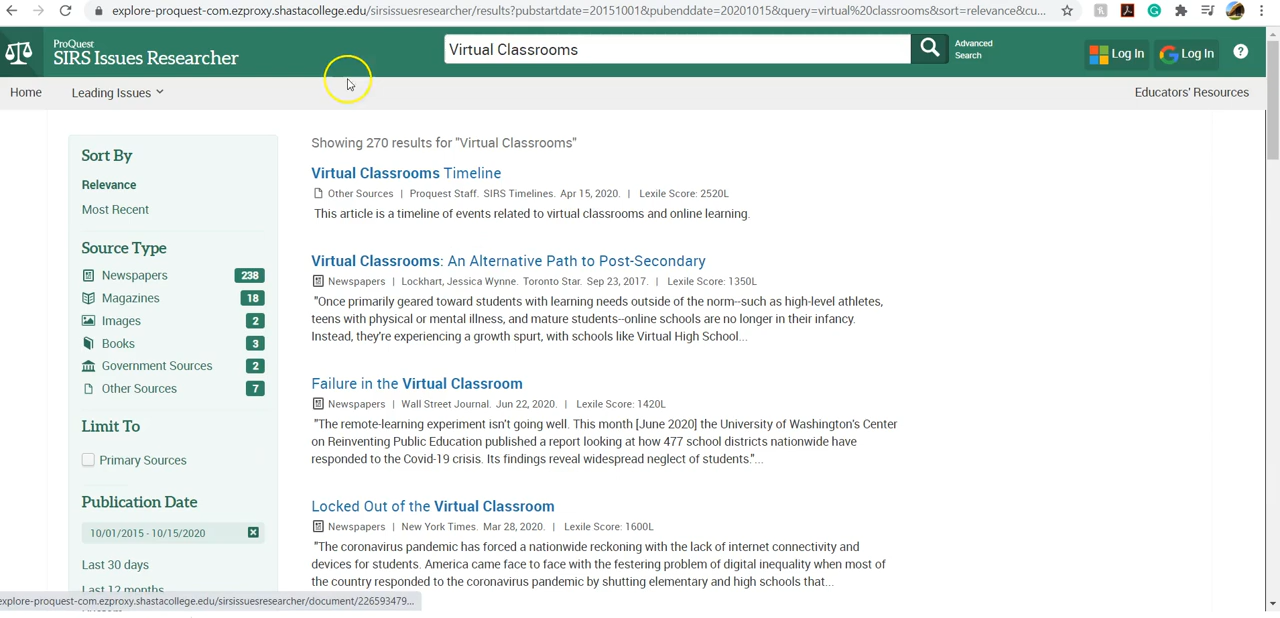 explore-proquest-com.ezproxy.shastacollege.edu/sirsissuesresearcher/results?pubstartdate=20151001&pubenddate=20201015&query=virtual%20classrooms&sort=relevance&cu...
ProQuest
SIRS Issues Researcher
Virtual Classrooms
Advanced
Search
Log In
Log In
?
Home
Leading Issues
Educators' Resources
Sort By
Relevance
Most Recent
Source Type
Newspapers 238
Magazines 18
Images 2
Books 3
Government Sources 2
Other Sources 7
Limit To
Primary Sources
Publication Date
10/01/2015 - 10/15/2020
Last 30 days
Last 12 months
Showing 270 results for "Virtual Classrooms"
Virtual Classrooms Timeline
Other Sources | Proquest Staff. SIRS Timelines. Apr 15, 2020. | Lexile Score: 2520L
This article is a timeline of events related to virtual classrooms and online learning.
Virtual Classrooms: An Alternative Path to Post-Secondary
Newspapers | Lockhart, Jessica Wynne. Toronto Star. Sep 23, 2017. | Lexile Score: 1350L
"Once primarily geared toward students with learning needs outside of the norm--such as high-level athletes,
teens with physical or mental illness, and mature students--online schools are no longer in their infancy.
Instead, they're experiencing a growth spurt, with schools like Virtual High School...
Failure in the Virtual Classroom
Newspapers | Wall Street Journal. Jun 22, 2020. | Lexile Score: 1420L
"The remote-learning experiment isn't going well. This month [June 2020] the University of Washington's Center
on Reinventing Public Education published a report looking at how 477 school districts nationwide have
responded to the Covid-19 crisis. Its findings reveal widespread neglect of students."...
Locked Out of the Virtual Classroom
Newspapers | New York Times. Mar 28, 2020. | Lexile Score: 1600L
"The coronavirus pandemic has forced a nationwide reckoning with the lack of internet connectivity and
devices for students. America came face to face with the festering problem of digital inequality when most of
the country responded to the coronavirus pandemic by shutting elementary and high schools that...
explore-proquest-com.ezproxy.shastacollege.edu/sirsissuesresearcher/document/226593479...